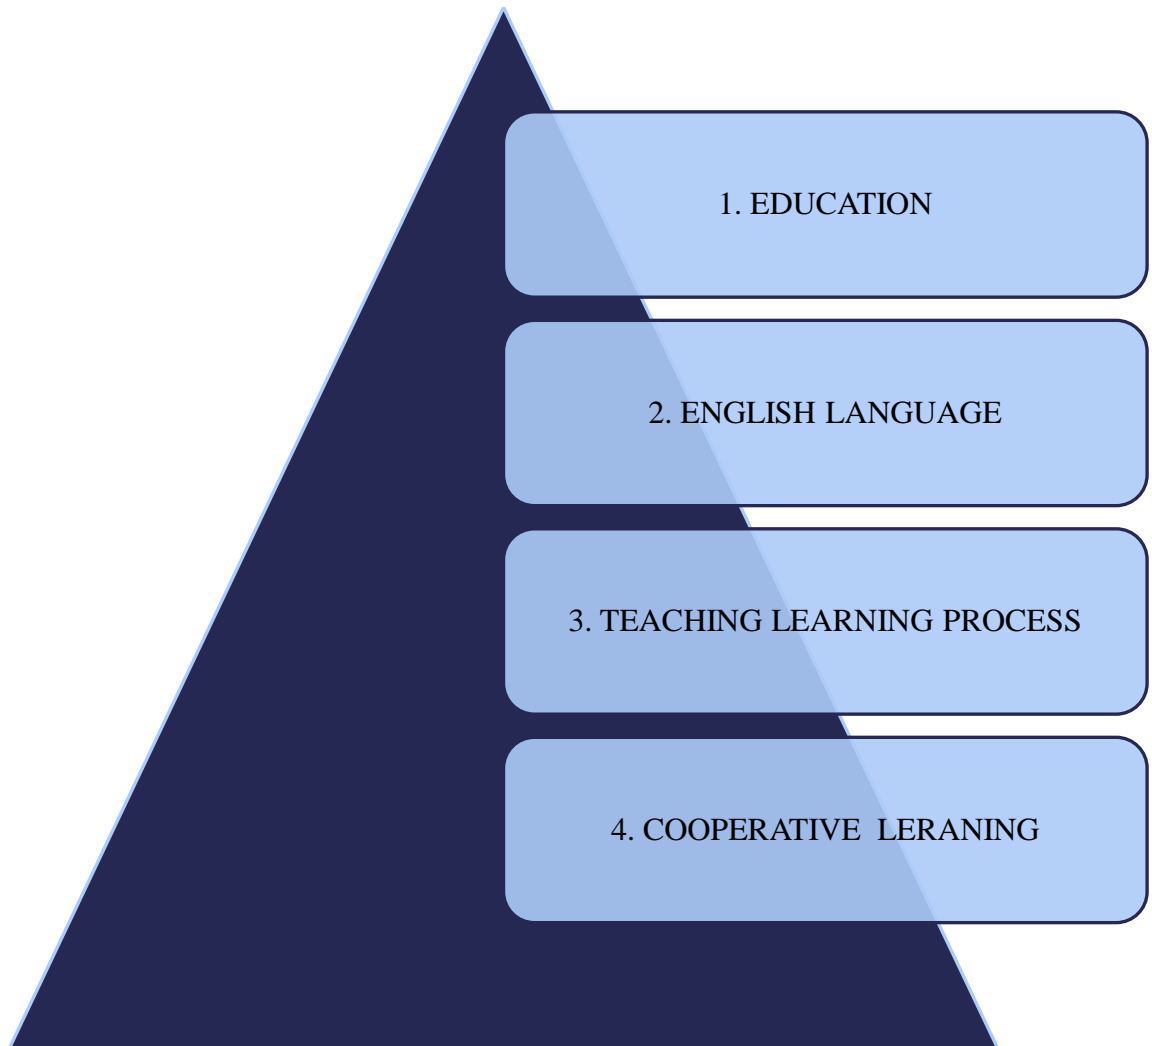 1. EDUCATION
2. ENGLISH LANGUAGE
3. TEACHING LEARNING PROCESS
4. COOPERATIVE  LERANING